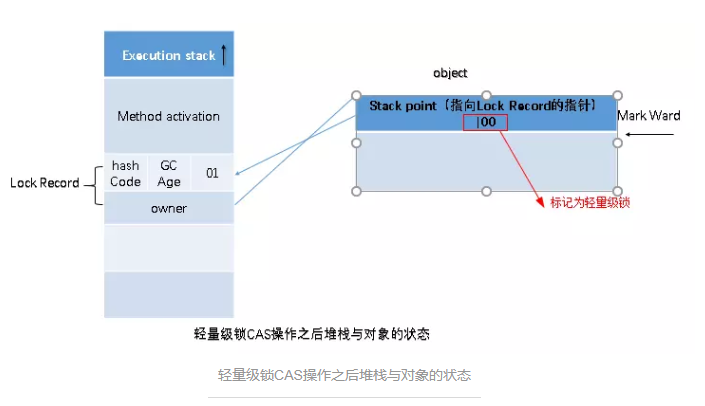 Execution stack
object
Stack point（指向Lock Record的指针）
|00
Mark Ward
Method activation
hash Code
GC Age
01
Lock Record
owner
标记为轻量级锁
轻量级锁CAS操作之后堆栈与对象的状态
轻量级锁CAS操作之后堆栈与对象的状态